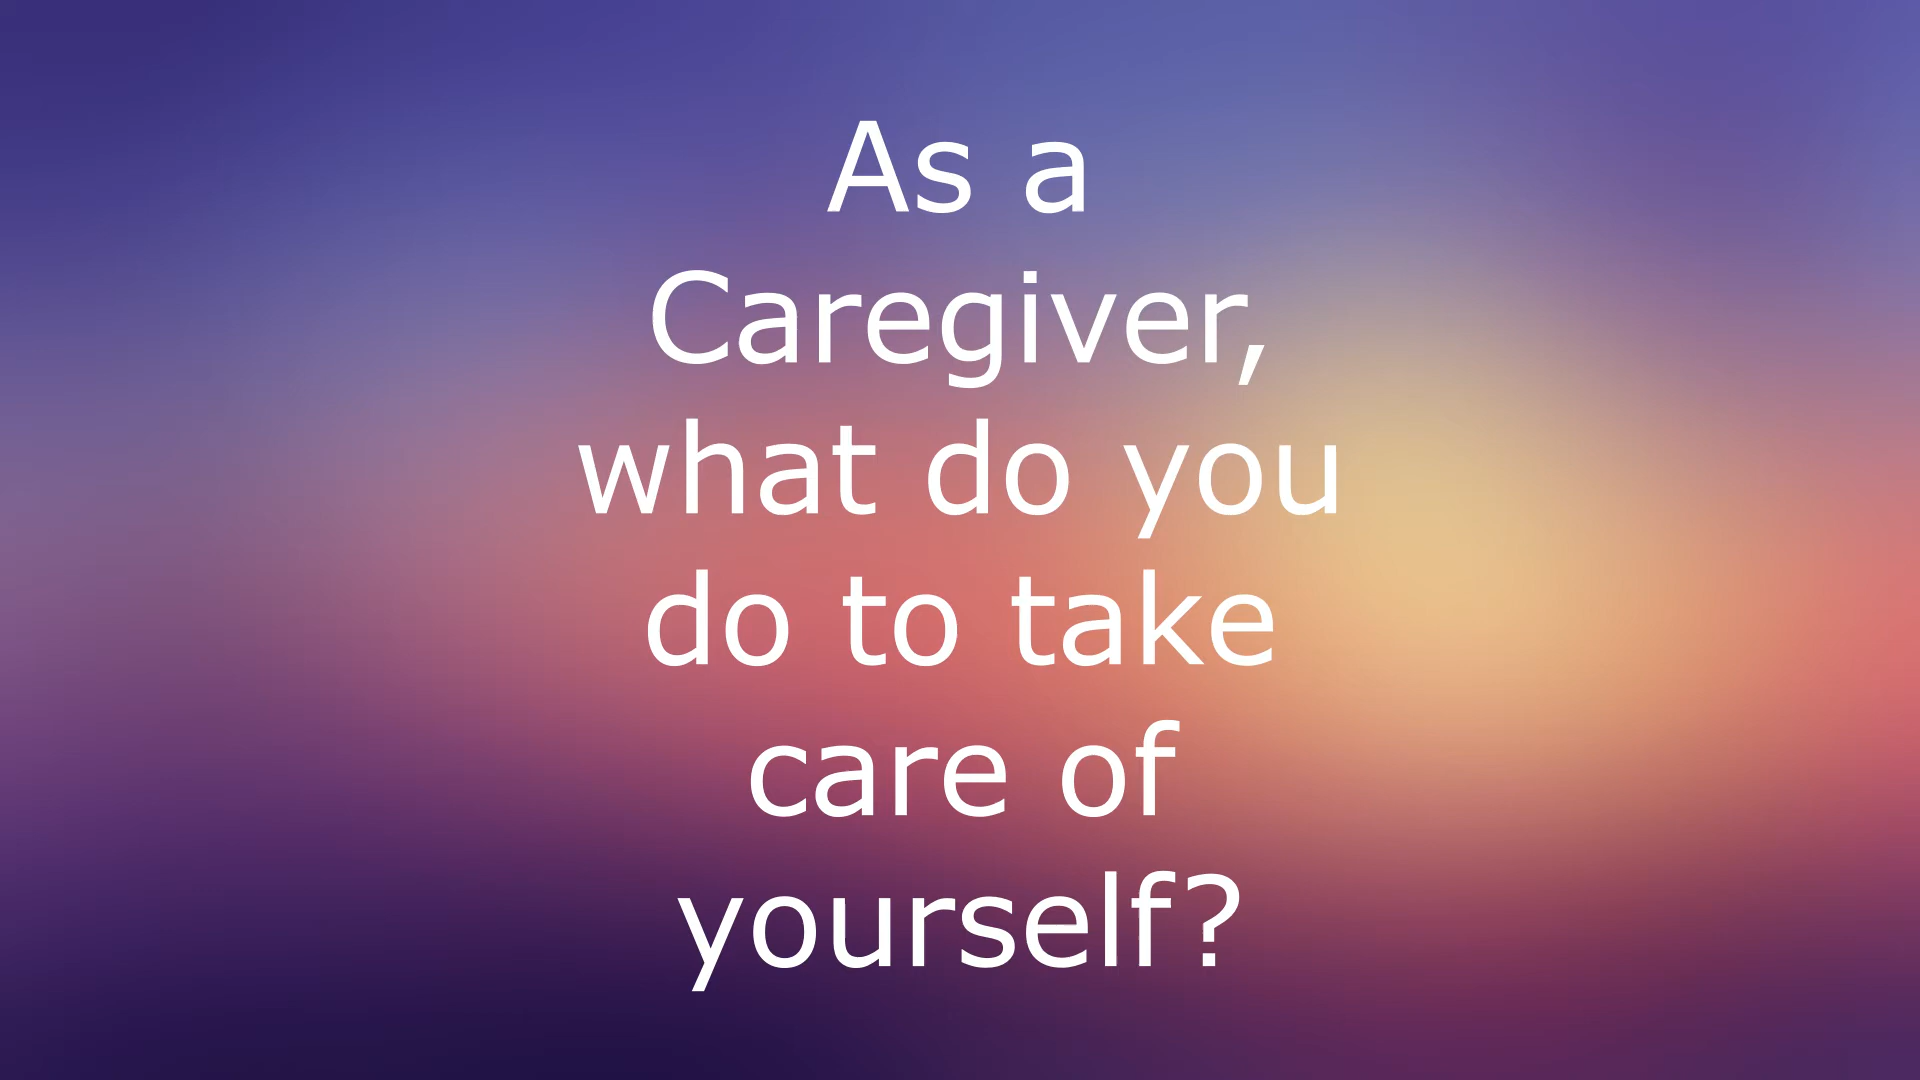 As a
Caregiver,
what do you
do to take
care of
yourself?